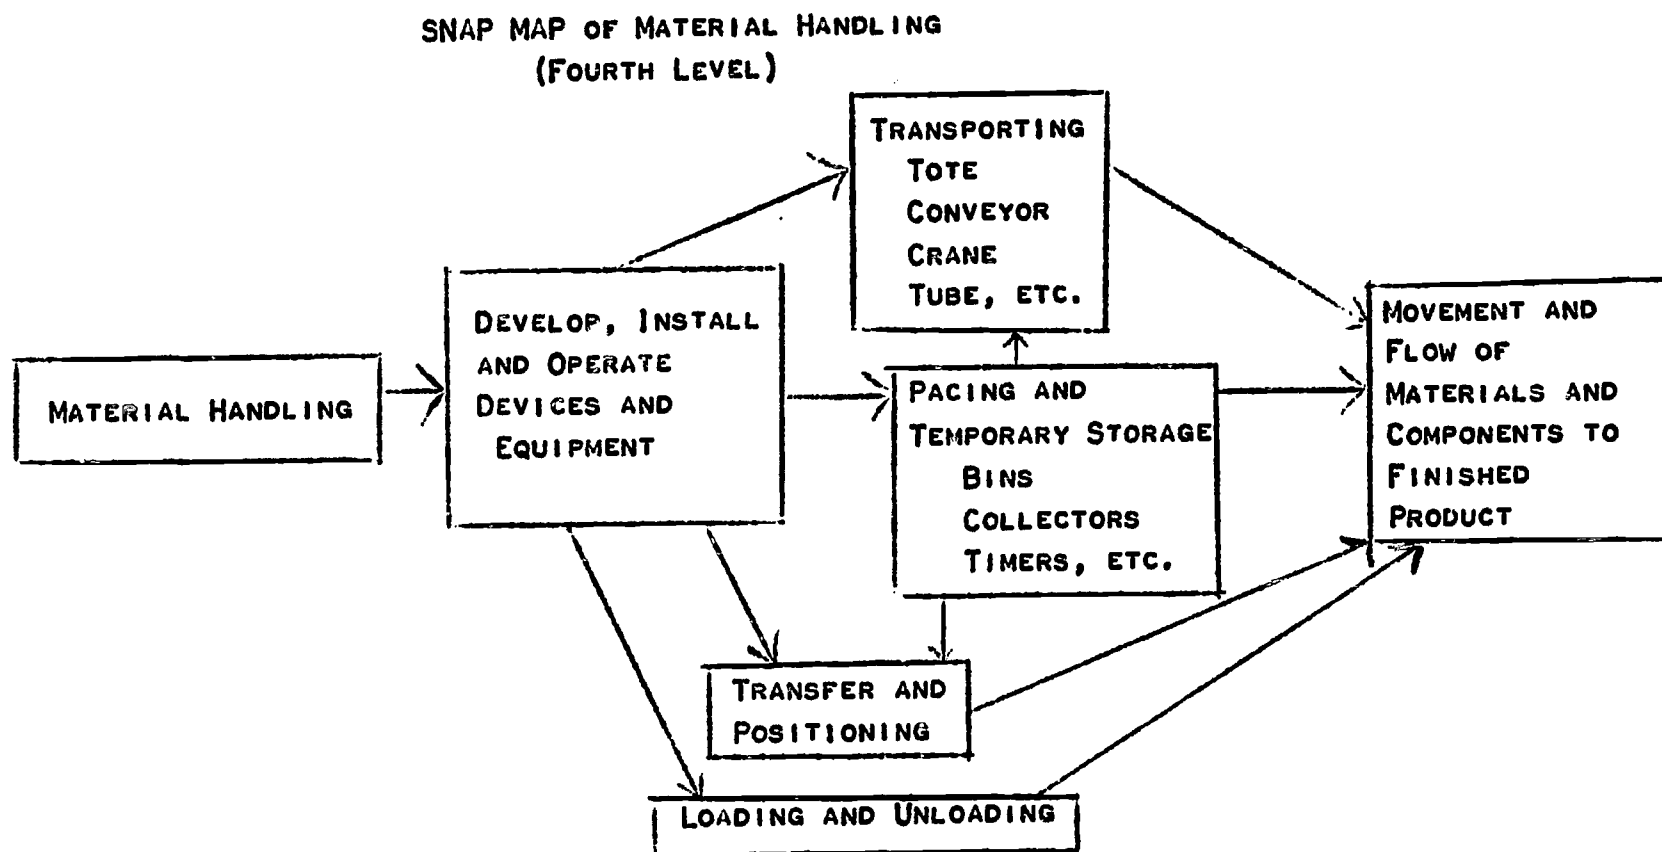 SNAP MAP OF MATERIAL HANDLING
(FOURTH LEVEL)
TRANSPORTING
TOTE
CONVEYOR
CRANE
TUBE, ETC.
DEVELOP, INSTALL
AND OPERATE
DEVICES AND
EQUIPMENT
MATERIAL HANDLING
PACING AND
TEMPORARY STORAGE
BINS
COLLECTORS
TIMERS, ETC.
MOVEMENT AND
FLOW OF
MATERIALS AND
COMPONENTS TO
FINISHED
PRODUCT
TRANSFER AND
POSITIONING
LOADING AND UNLOADING